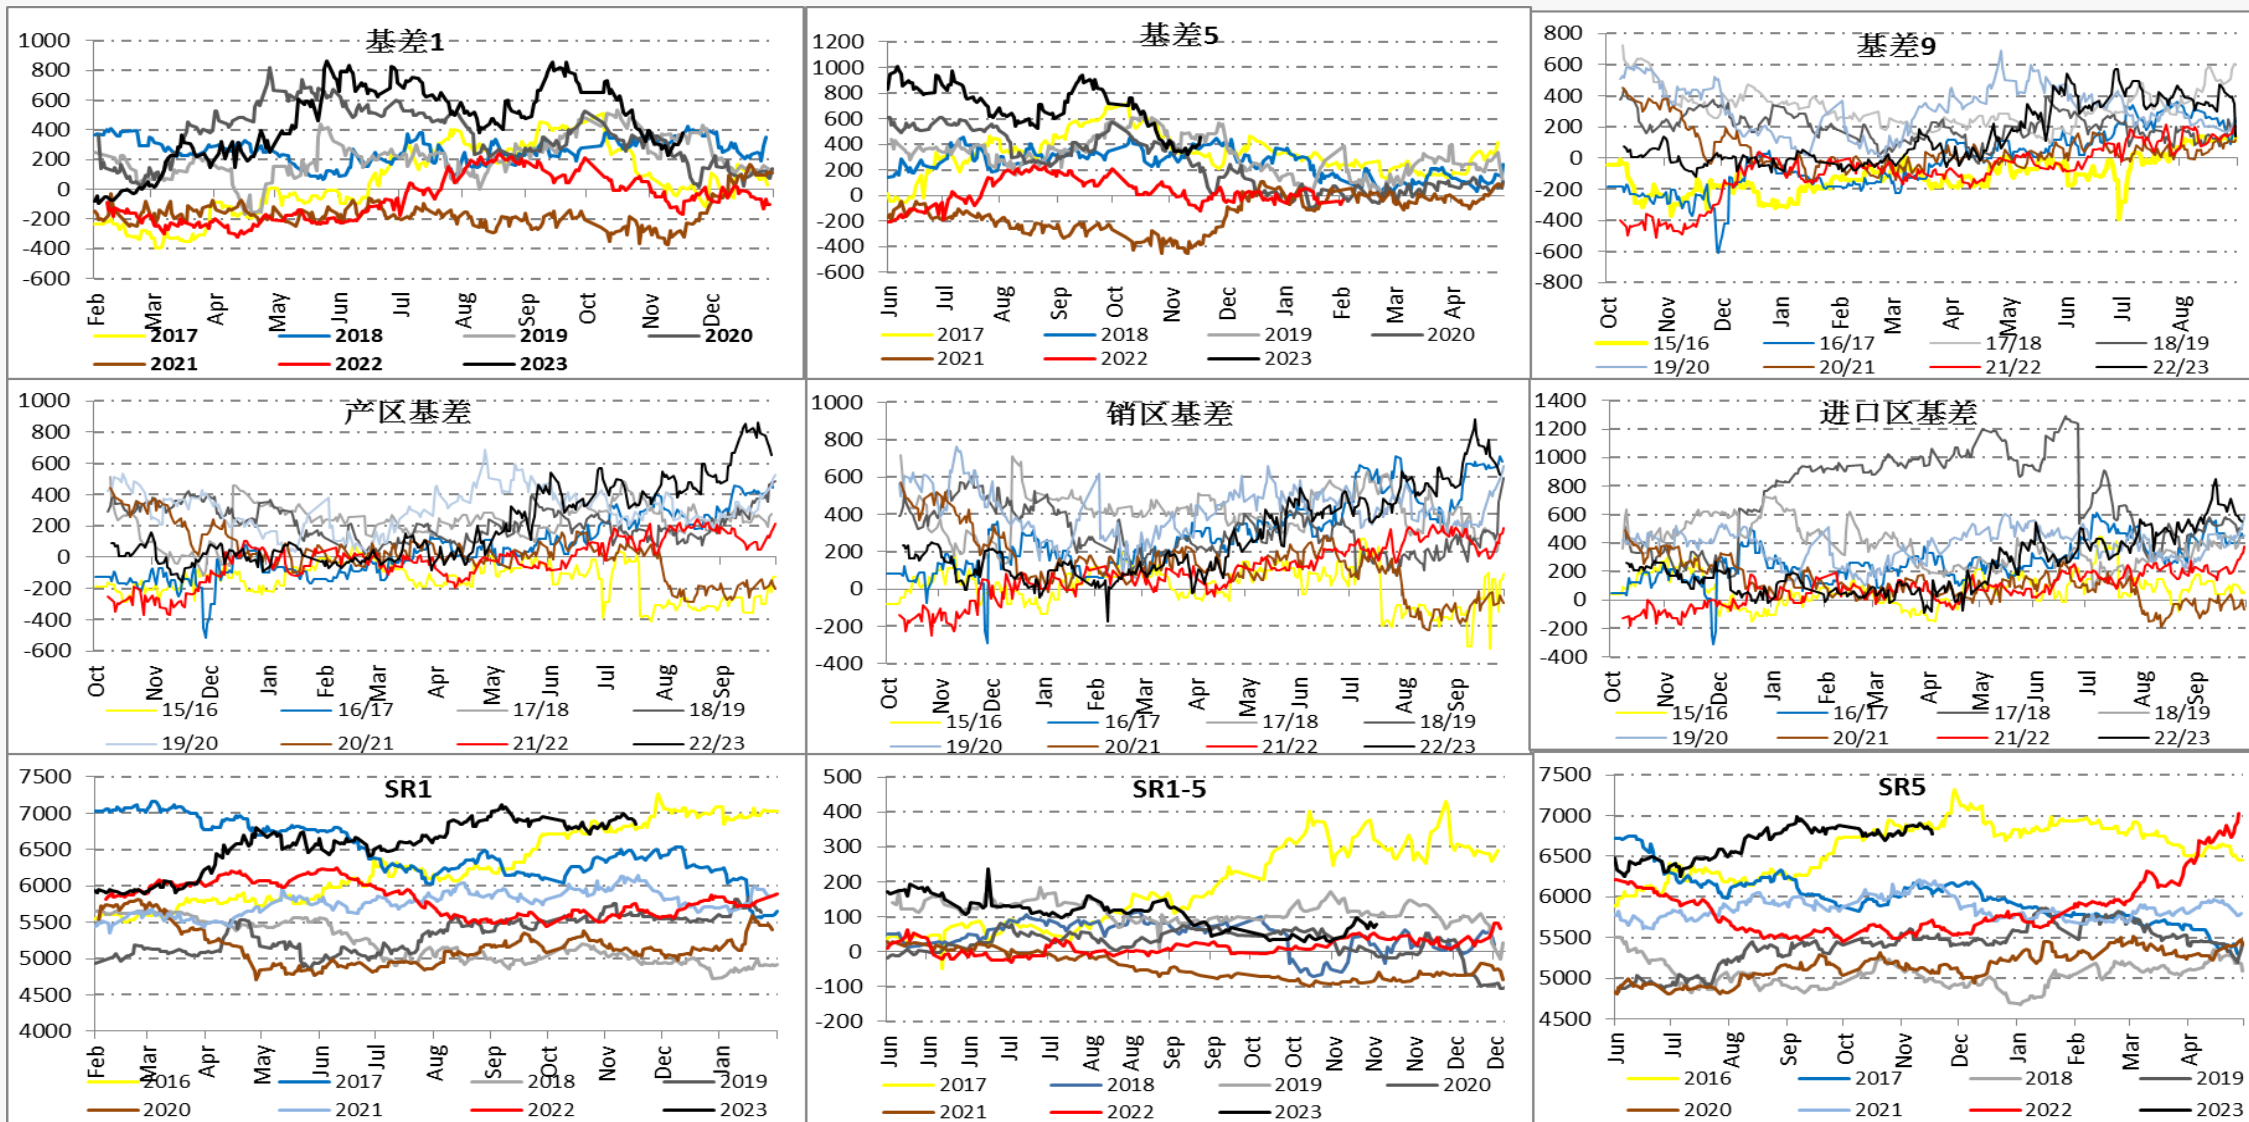 基差1
1000
800
600
400
200
0
-200
-400
-600
Feb Mar Apr May Jun Jul Aug Sep Oct Nov Dec
2017 2018 2019 2020
2021 2022 2023
基差5
1200
1000
800
600
400
200
0
-200
-400
-600
Jun Jul Aug Sep Oct Nov Dec Jan Feb Mar Apr
2017 2018 2019 2020
2021 2022 2023
基差9
800
600
400
200
0
-200
-400
-600
-800
Oct Nov Dec Jan Feb Mar Apr May Jun Jul Aug
15/16 16/17 17/18 18/19
19/20 20/21 21/22 22/23
产区基差
1000
800
600
400
200
0
-200
-400
-600
Oct Nov Dec Jan Feb Mar Apr May Jun Jul Aug Sep
15/16 16/17 17/18 18/19
19/20 20/21 21/22 22/23
销区基差
1000
800
600
400
200
0
-200
-400
Oct Nov Dec Jan Feb Mar Apr May Jun Jul Aug Sep
15/16 16/17 17/18 18/19
19/20 20/21 21/22 22/23
进口区基差
1400
1200
1000
800
600
400
200
0
-200
-400
Oct Nov Dec Jan Feb Mar Apr May Jun Jul Aug Sep
15/16 16/17 17/18 18/19
19/20 20/21 21/22 22/23
SR1
7500
7000
6500
6000
5500
5000
4500
4000
Feb Mar Apr May Jun Jul Aug Sep Oct Nov Dec Jan
2016 2017 2018 2019
2020 2021 2022 2023
SR1-5
500
400
300
200
100
0
-100
-200
Jun Jun Jun Jul Jul Aug Aug Sep Sep Oct Oct Nov Nov Nov Dec Dec
2017 2018 2019 2020
2021 2022 2023
SR5
7500
7000
6500
6000
5500
5000
4500
Jun Jul Aug Sep Oct Nov Dec Jan Feb Mar Apr
2016 2017 2018 2019
2020 2021 2022 2023